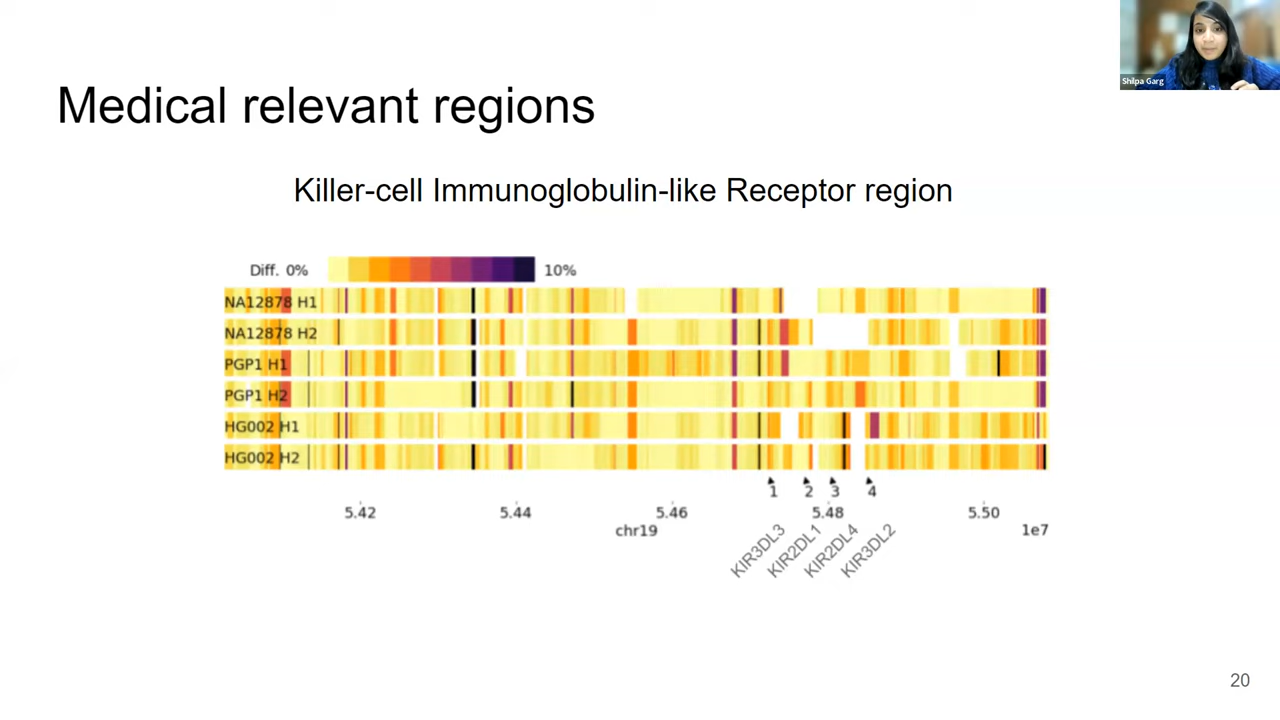 Shilpa Garg
Medical relevant regions
Killer-cell Immunoglobulin-like Receptor region
Diff. 0% 10%
NA12878 H1
NA12878 H2
PGP1 H1
PGP1 H2
HG002 H1
HG002 H2
1 2 3 4
5.42 5.44 5.46 5.48 5.50
chr19 1e7
KIR3DL3 KIR2DL1 KIR2DL4 KIR3DL2
20